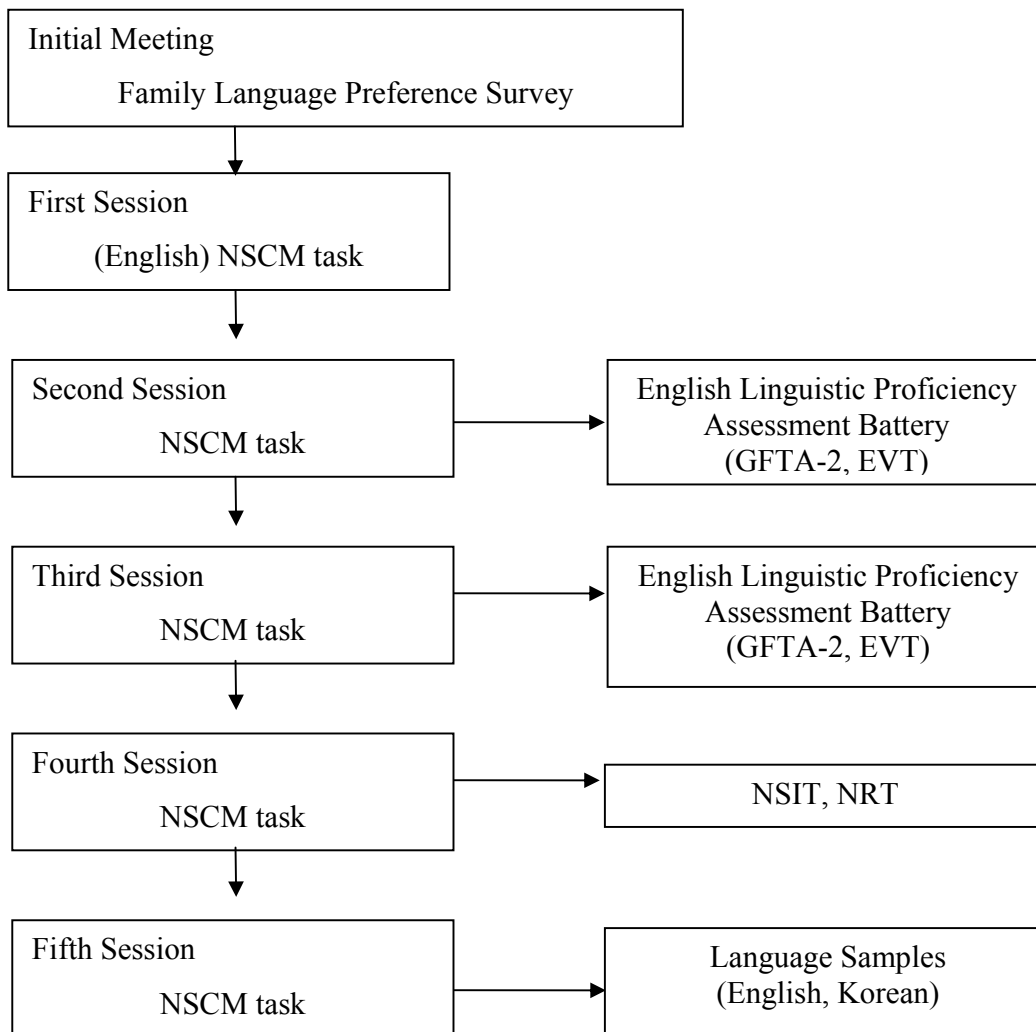 Initial Meeting
Family Language Preference Survey
First Session
(English) NSCM task
Second Session
NSCM task
English Linguistic Proficiency
Assessment Battery
(GFTA-2, EVT)
Third Session
NSCM task
English Linguistic Proficiency
Assessment Battery
(GFTA-2, EVT)
Fourth Session
NSCM task
NSIT, NRT
Fifth Session
NSCM task
Language Samples
(English, Korean)